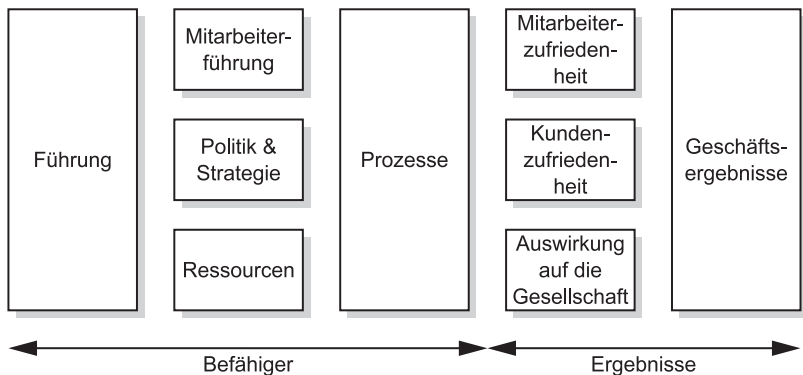 Führung
Mitarbeiter-
führung
Politik &
Strategie
Ressourcen
Prozesse
Mitarbeiter-
zufrieden-
heit
Kunden-
zufrieden-
heit
Auswirkung
auf die
Gesellschaft
Geschäfts-
ergebnisse
Befähiger
Ergebnisse